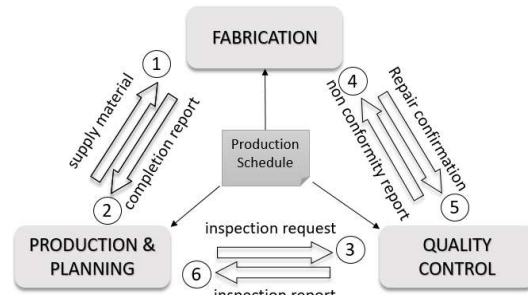 FABRICATION
1
4
supply material
completion report
non conformity report
Repair confirmation
Production
Schedule
2
5
PRODUCTION &
PLANNING
inspection request
3
6
inspection report
QUALITY
CONTROL